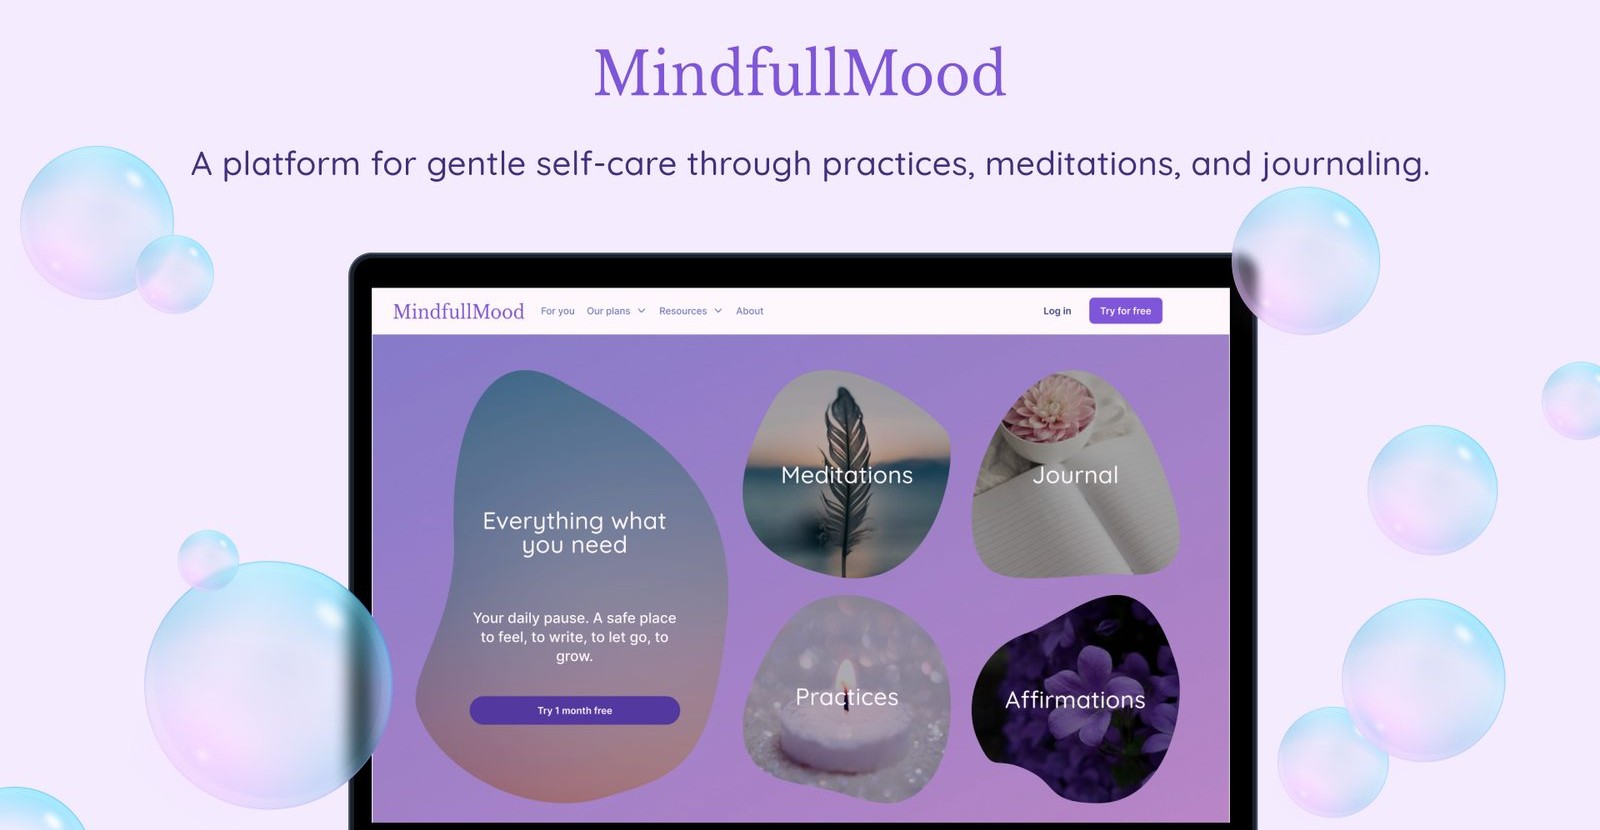 MindfullMood
A platform for gentle self-care through practices, meditations, and journaling.
MindfullMood For you Our plans Resources About Log in Try for free
Everything what
you need
Your daily pause. A safe place
to feel, to write, to let go, to
grow.
Try 1 month free
Meditations
Journal
Practices
Affirmations